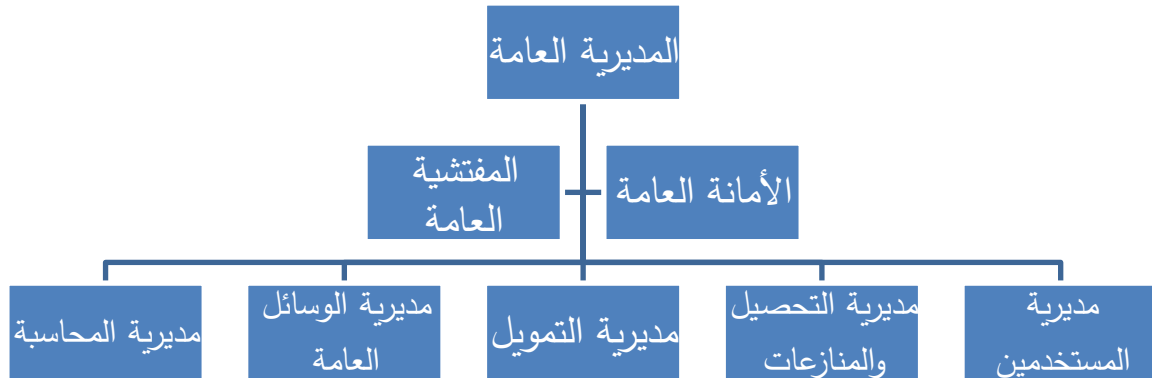 المديرية العامة
الأمانة العامة
المفتشية
العامة
مديرية
المستخدمين
مديرية التحصيل
والمنازعات
مديرية التمويل
مديرية الوسائل
العامة
مديرية المحاسبة